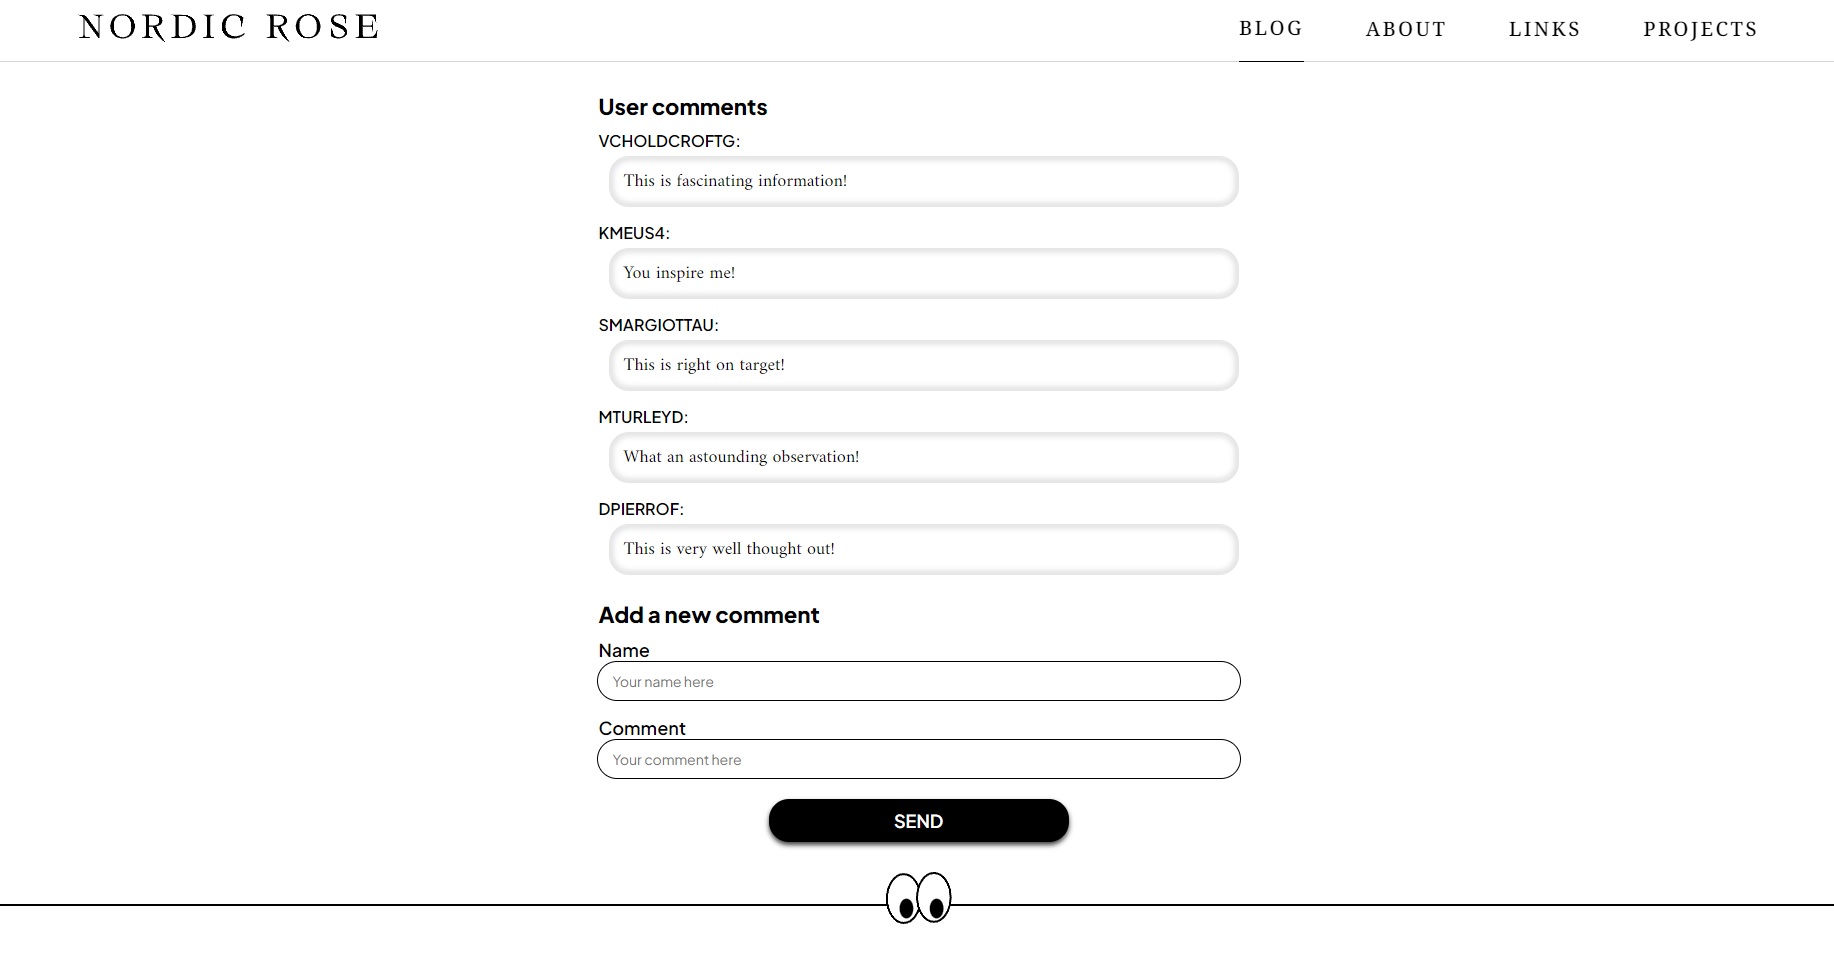 NORDIC ROSE
BLOG ABOUT LINKS PROJECTS
User comments
VCHOLDCROFTG:
This is fascinating information!
KMEUS4:
You inspire me!
SMARGIOTTAU:
This is right on target!
MTURLEYD:
What an astounding observation!
DPIERROF:
This is very well thought out!
Add a new comment
Name
Your name here
Comment
Your comment here
SEND